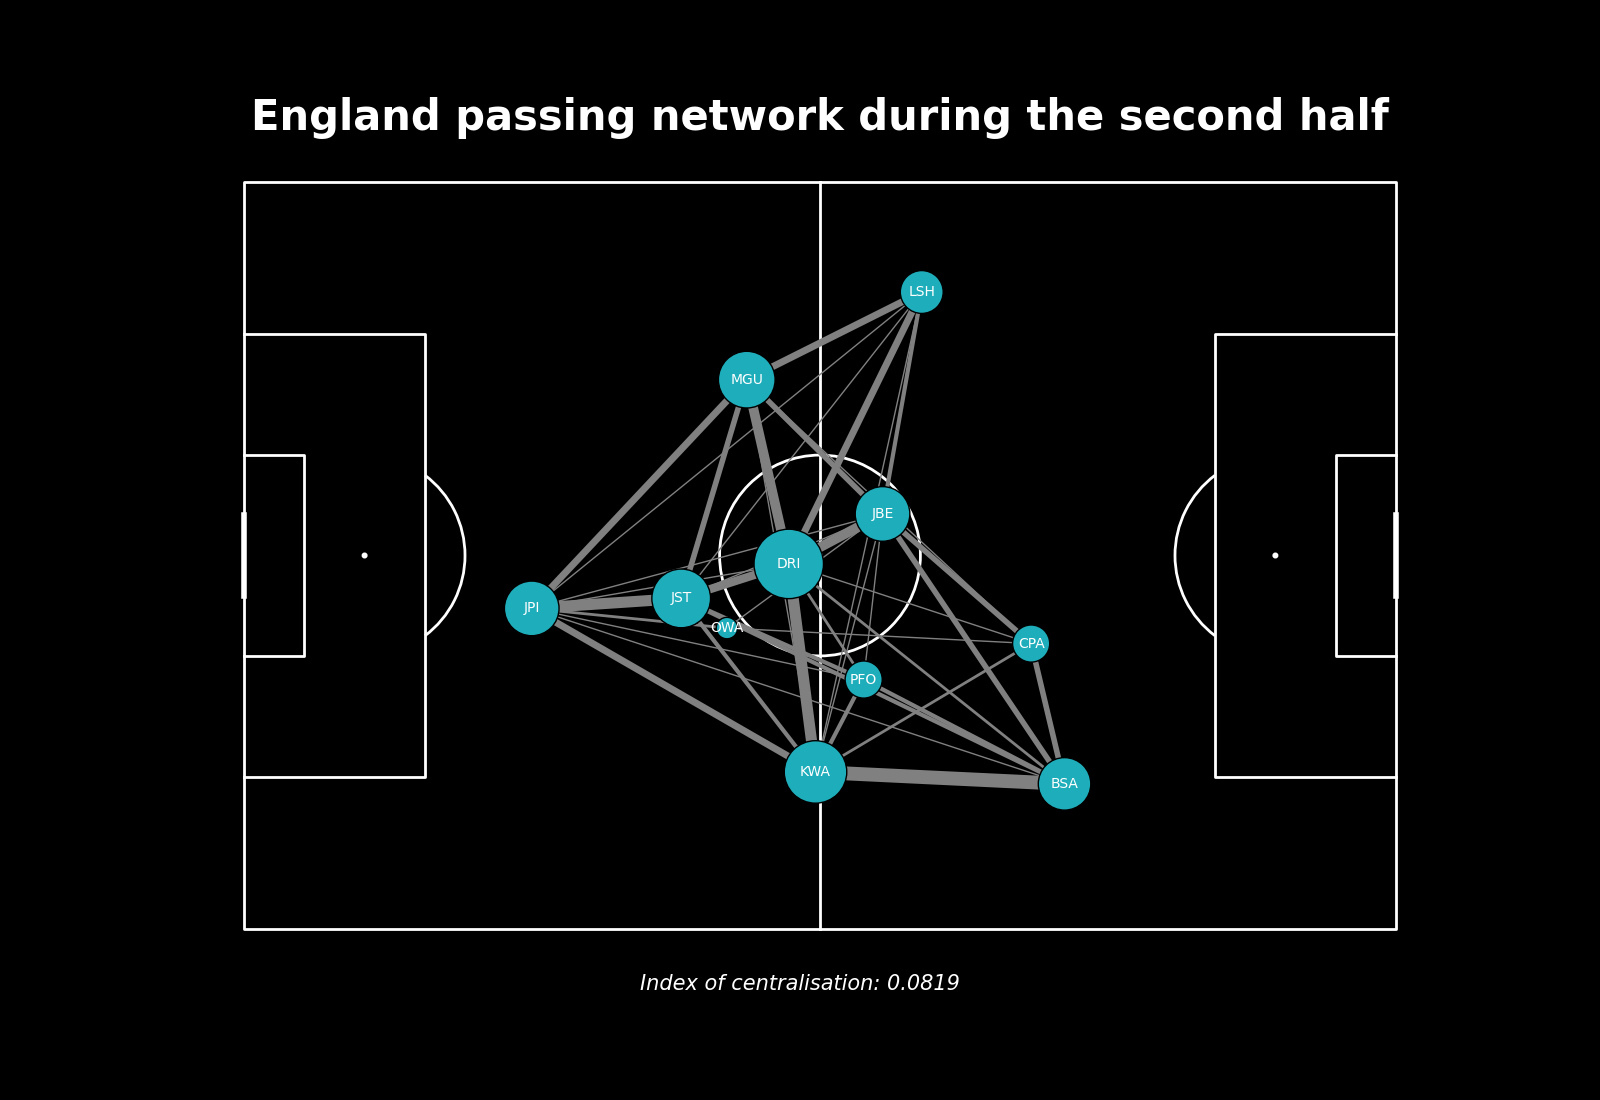 England passing network during the second half
LSH
MGU
JBE
DRI
JST
JPI
OWA
CPA
PFO
KWA
BSA
Index of centralisation: 0.0819